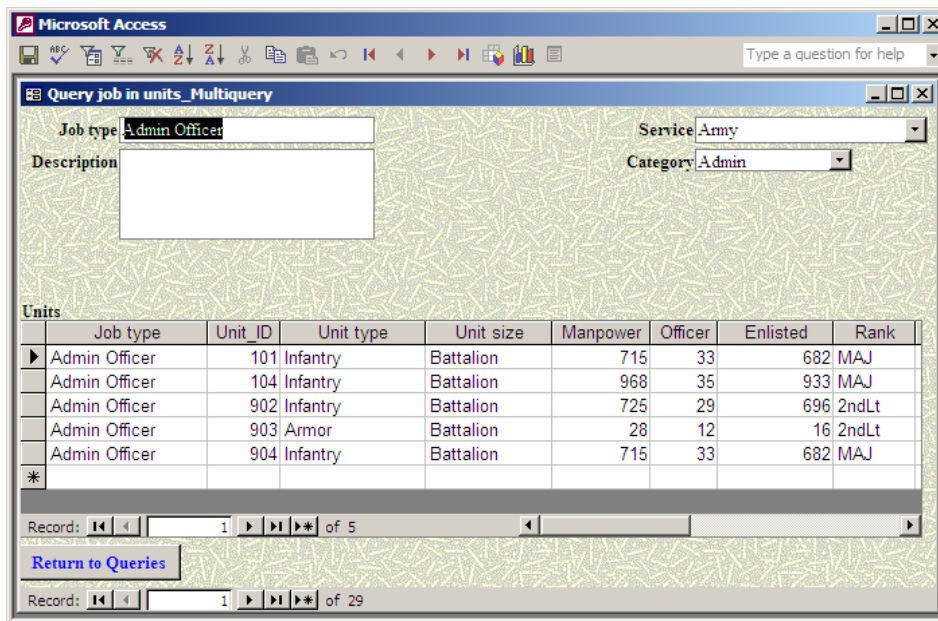 Microsoft Access
Type a question for help
Query job in units_Multiquery
Job type Admin Officer Service Army
Description Category Admin
Units
Job type Unit_ID Unit type Unit size Manpower Officer Enlisted Rank
Admin Officer 101 Infantry Battalion 715 33 682 MAJ
Admin Officer 104 Infantry Battalion 968 35 933 MAJ
Admin Officer 902 Infantry Battalion 725 29 696 2ndLt
Admin Officer 903 Armor Battalion 28 12 16 2ndLt
Admin Officer 904 Infantry Battalion 715 33 682 MAJ
Record: 1 of 5
Return to Queries
Record: 1 of 29